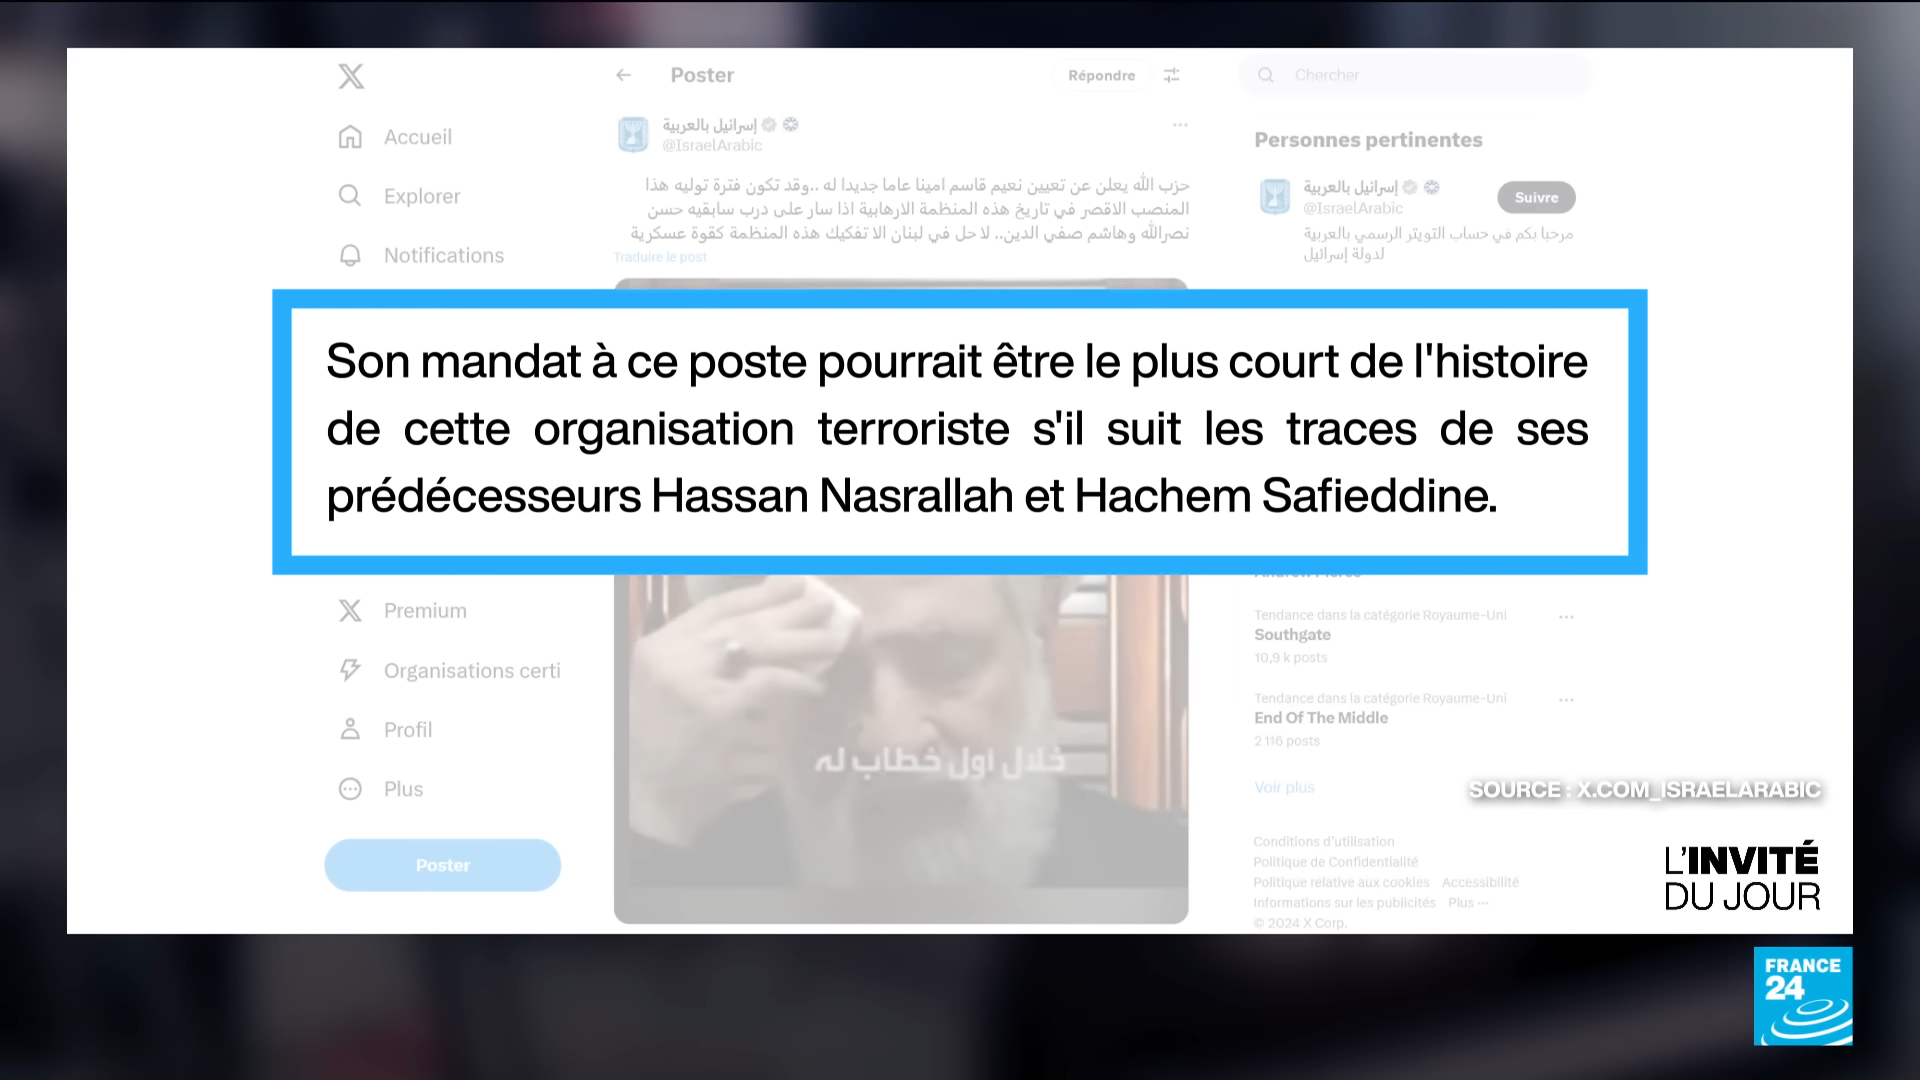 Accueil
Explorer
Notifications
Premium
Organisations certi
Profil
Plus
Poster
Poster
Répondre
إسرائيل بالعربية
@IsraelArabic
حزب الله يعلن عن تعيين نعيم قاسم امينا عاما جديدا له ..وقد تكون فترة توليه هذا
المنصب الاقصر في تاريخ هذه المنظمة الارهابية اذا سار على درب سابقيه حسن
نصرالله وهاشم صفي الدين.. لا حل في لبنان الا تفكيك هذه المنظمة كقوة عسكرية
Traduire le post
Son mandat à ce poste pourrait être le plus court de l'histoire
de cette organisation terroriste s'il suit les traces de ses
prédécesseurs Hassan Nasrallah et Hachem Safieddine.
خلال اول خطاب له
Chercher
Personnes pertinentes
إسرائيل بالعربية
@IsraelArabic
Suivre
مرحبا بكم في حساب التويتر الرسمي بالعربية
لدولة إسرائيل
Tendance dans la catégorie Royaume-Uni
Southgate
10,9 k posts
Tendance dans la catégorie Royaume-Uni
End Of The Middle
2 116 posts
Voir plus
Conditions d'utilisation
Politique de Confidentialité
Politique relative aux cookies Accessibilité
Informations sur les publicités Plus ...
© 2024 X Corp.
SOURCE : X.COM_ISRAELARABIC
L'INVITÉ
DU JOUR
FRANCE
24